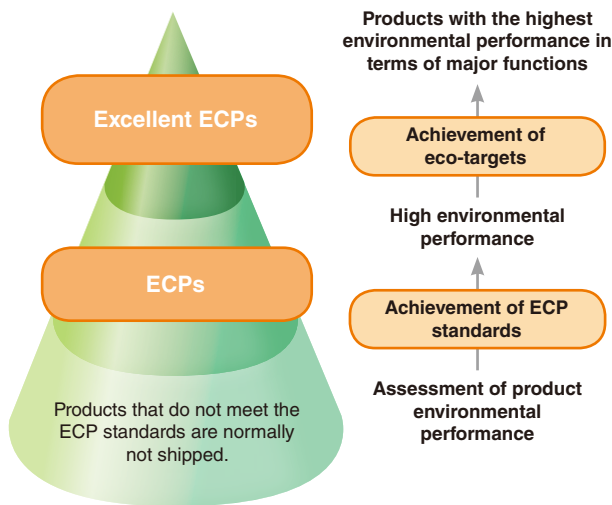 Excellent ECPs
ECPs
Products that do not meet the
ECP standards are normally
not shipped.
Products with the highest
environmental performance in
terms of major functions
Achievement of
eco-targets
High environmental
performance
Achievement of ECP
standards
Assessment of product
environmental
performance